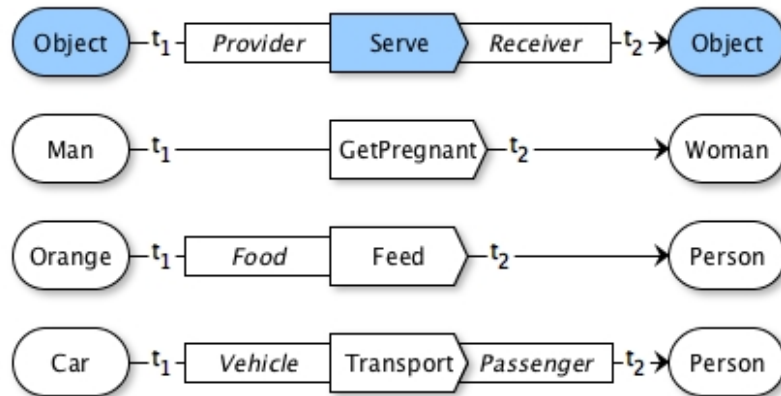 Object t1 Provider Serve Receiver t2 Object
Man t1 GetPregnant t2 Woman
Orange t1 Food Feed t2 Person
Car t1 Vehicle Transport Passenger t2 Person